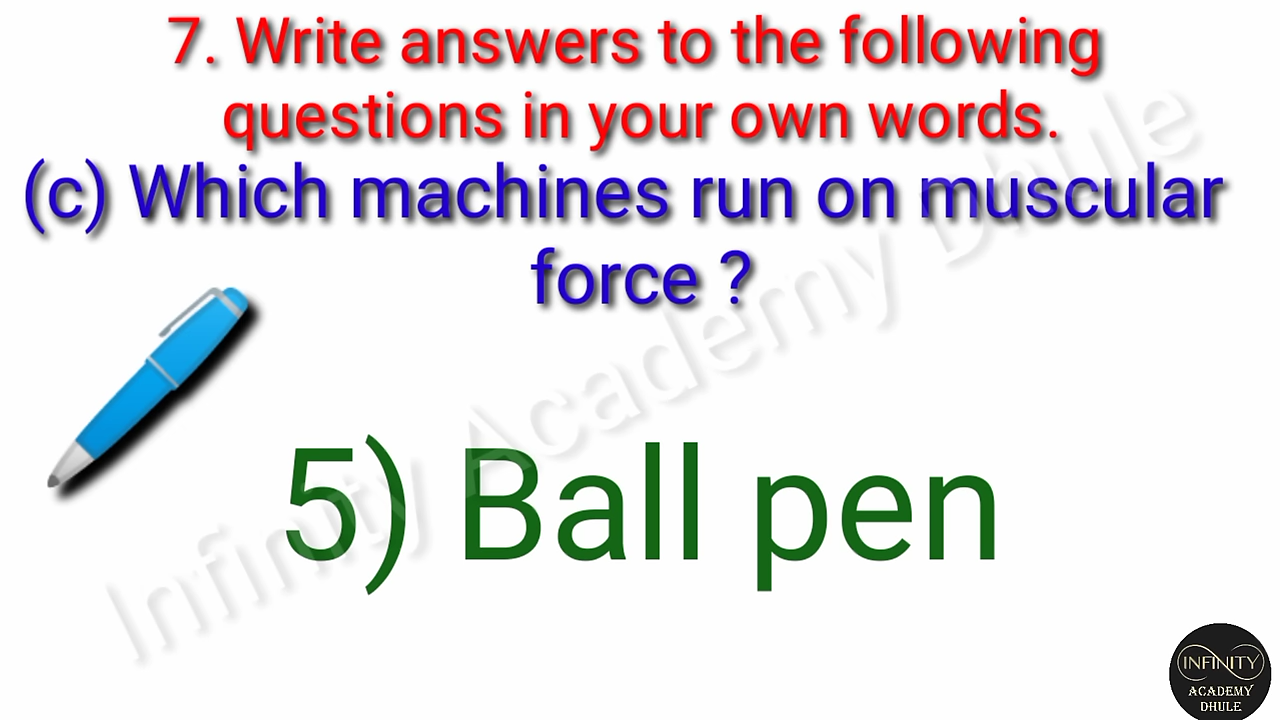 7. Write answers to the following
questions in your own words.
(c) Which machines run on muscular
force ?
5) Ball pen
Infinity Academy Dhule
INFINITY
ACADEMY
DHULE